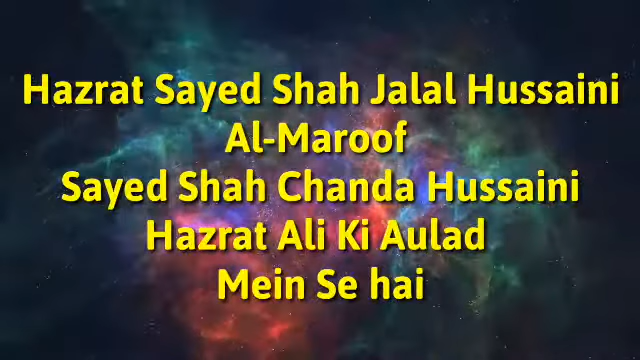 Hazrat Sayed Shah Jalal Hussaini
Al-Maroof
Sayed Shah Chanda Hussaini
Hazrat Ali Ki Aulad
Mein Se hai